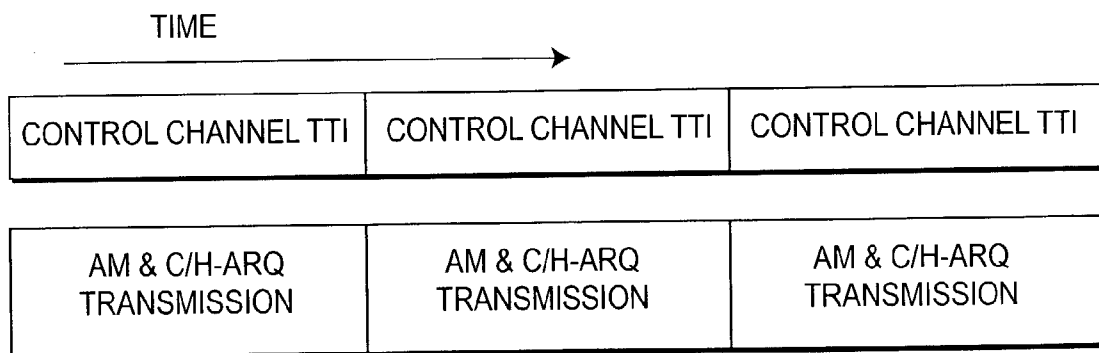 TIME
CONTROL CHANNEL TTI CONTROL CHANNEL TTI CONTROL CHANNEL TTI
AM & C/H-ARQ AM & C/H-ARQ AM & C/H-ARQ
TRANSMISSION TRANSMISSION TRANSMISSION